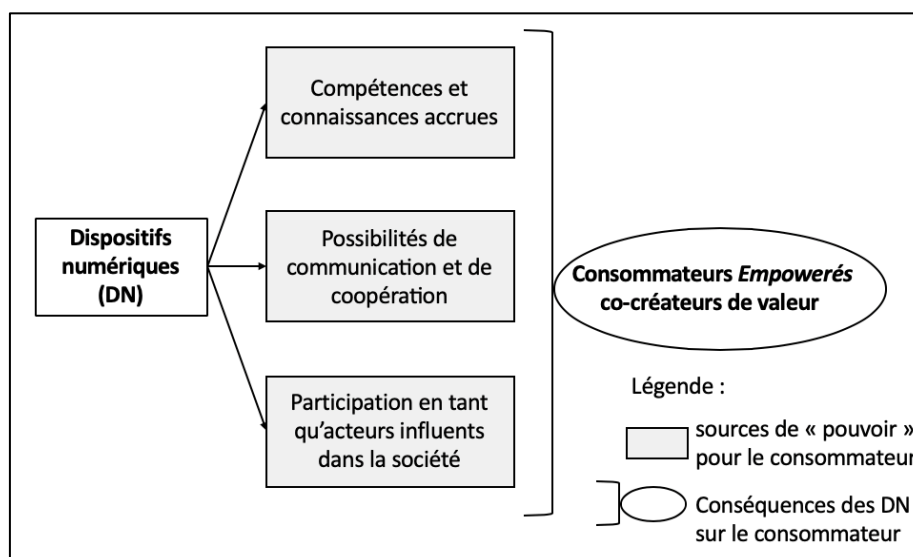 Compétences et
connaissances accrues
Dispositifs
numériques
(DN)
Possibilités de
communication et de
coopération
Consommateurs Empowerés
co-créateurs de valeur
Participation en tant
qu'acteurs influents
dans la société
Légende :
sources de « pouvoir »
pour le consommateur
Conséquences des DN
sur le consommateur